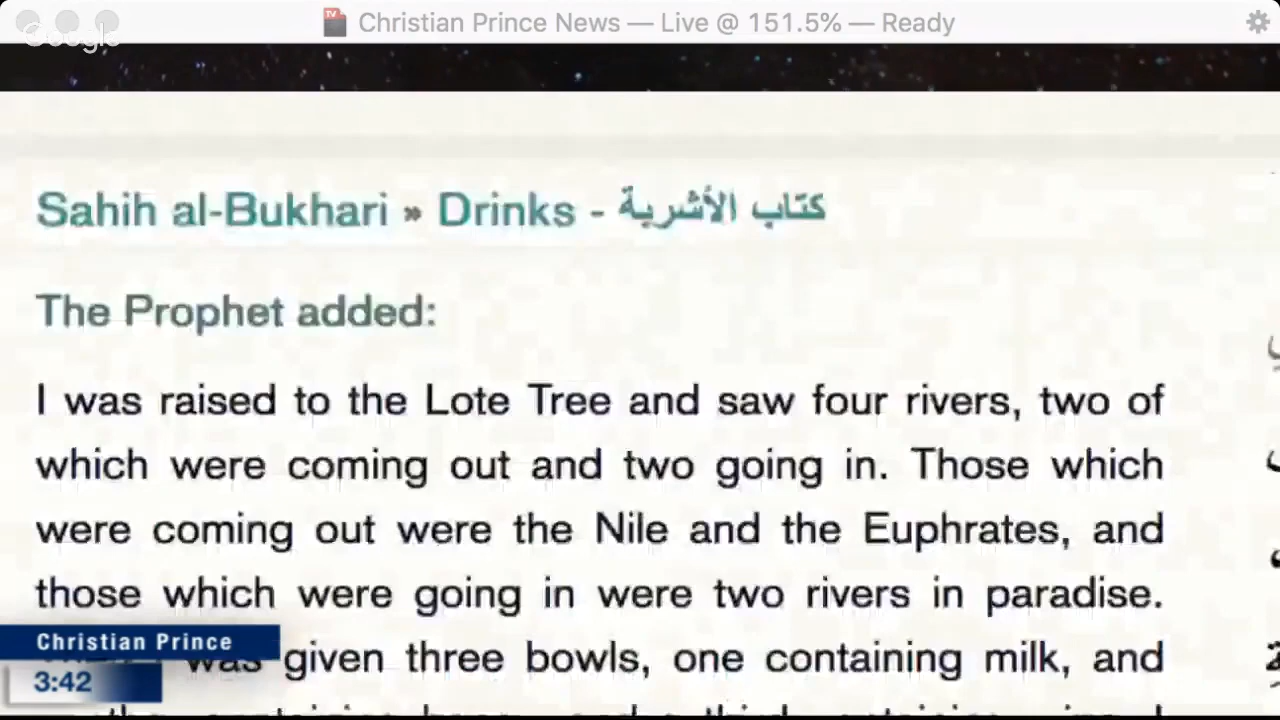 Christian Prince News — Live @ 151.5% — Ready
Google
Sahih al-Bukhari » Drinks - كتاب الأشربة
The Prophet added:
I was raised to the Lote Tree and saw four rivers, two of
which were coming out and two going in. Those which
were coming out were the Nile and the Euphrates, and
those which were going in were two rivers in paradise.
Christian Prince
was given three bowls, one containing milk, and
3:42